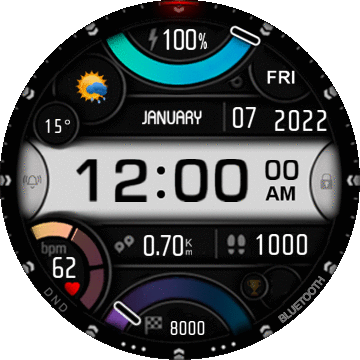 100%
FRI
15°
JANUARY 07 2022
12:00 00 AM
bpm 0.70 Km 1000
62
DND BLUETOOTH
8000